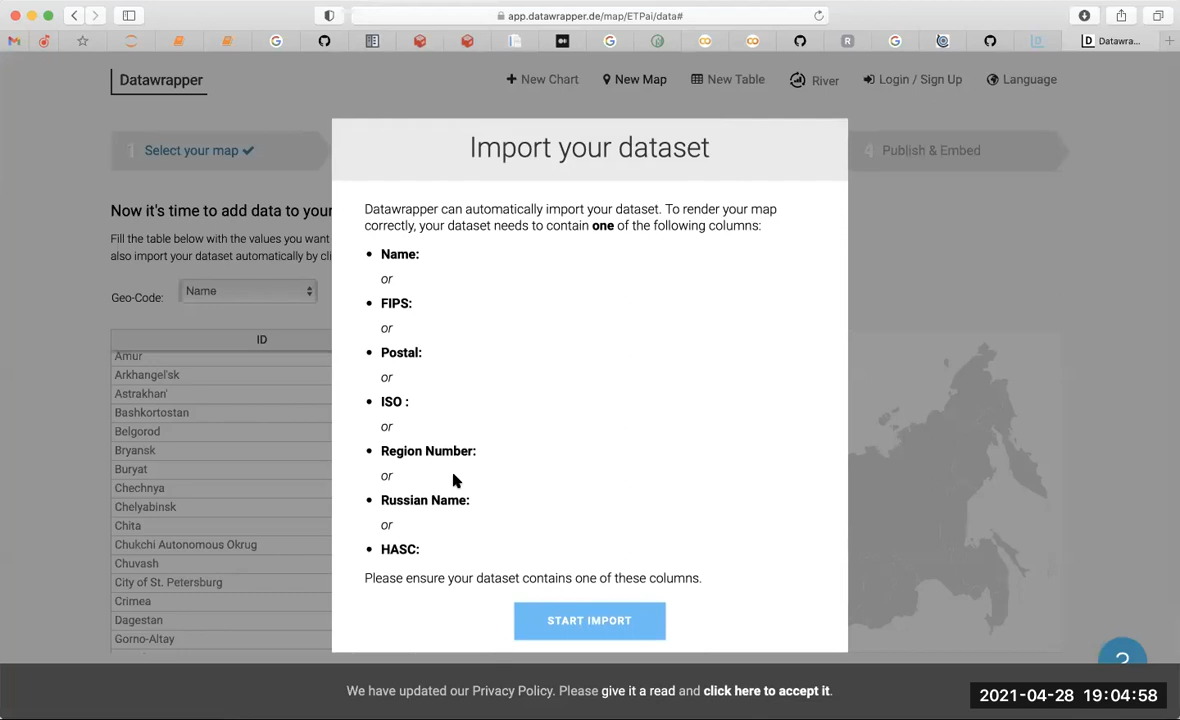 app.datawrapper.de/map/ETPai/data#
Datawra...
Datawrapper
New Chart
New Map
New Table
River
Login / Sign Up
Language
1 Select your map
4 Publish & Embed
Import your dataset
Now it's time to add data to your
Fill the table below with the values you want
also import your dataset automatically by cli
Geo-Code:
Name
ID
Amur
Arkhangel'sk
Astrakhan'
Bashkortostan
Belgorod
Bryansk
Buryat
Chechnya
Chelyabinsk
Chita
Chukchi Autonomous Okrug
Chuvash
City of St. Petersburg
Crimea
Dagestan
Gorno-Altay
Datawrapper can automatically import your dataset. To render your map
correctly, your dataset needs to contain one of the following columns:
Name:
or
FIPS:
or
Postal:
or
ISO :
or
Region Number:
or
Russian Name:
or
HASC:
Please ensure your dataset contains one of these columns.
START IMPORT
?
We have updated our Privacy Policy. Please give it a read and click here to accept it.
2021-04-28 19:04:58